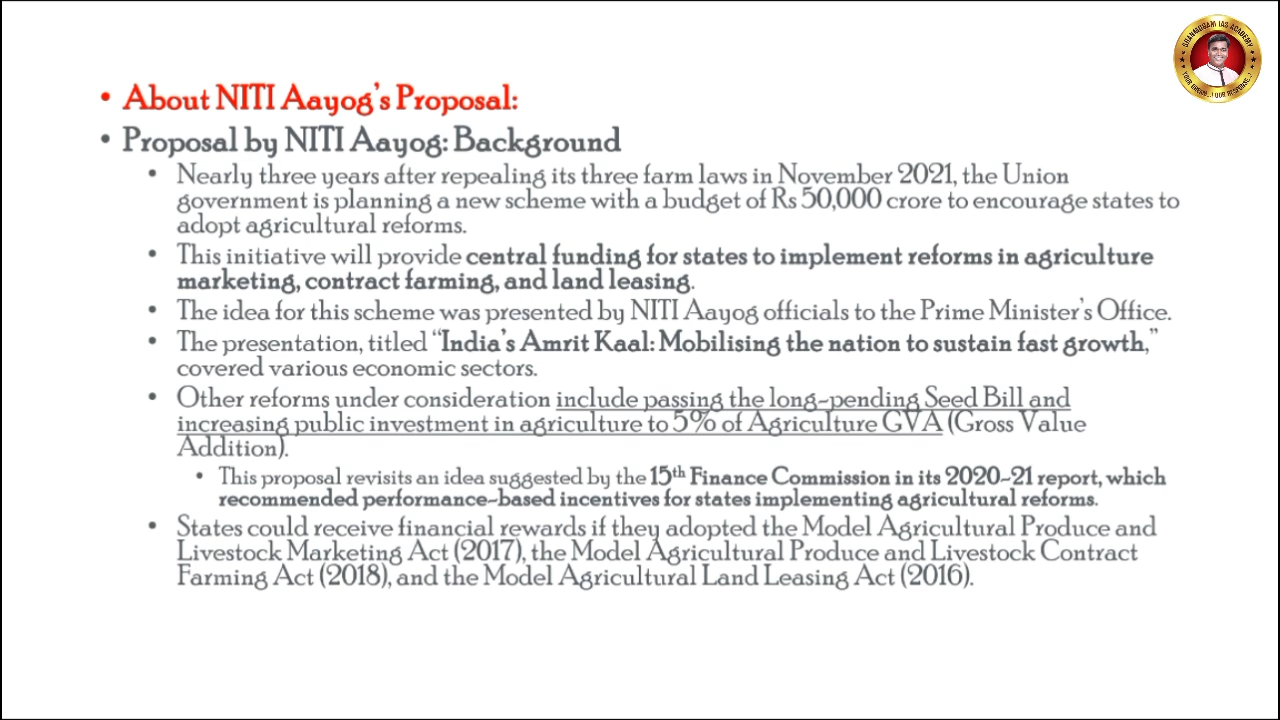 SHANMUGAM IAS ACADEMY
• About NITI Aayog's Proposal:
• Proposal by NITI Aayog: Background
• Nearly three years after repealing its three farm laws in November 2021, the Union
government is planning a new scheme with a budget of Rs 50,000 crore to encourage states to
adopt agricultural reforms.
• This initiative will provide central funding for states to implement reforms in agriculture
marketing, contract farming, and land leasing.
• The idea for this scheme was presented by NITI Aayog officials to the Prime Minister's Office.
• The presentation, titled “India's Amrit Kaal: Mobilising the nation to sustain fast growth,”
covered various economic sectors.
• Other reforms under consideration include passing the long-pending Seed Bill and
increasing public investment in agriculture to 5% of Agriculture GVA (Gross Value
Addition).
• This proposal revisits an idea suggested by the 15th Finance Commission in its 2020-21 report, which
recommended performance-based incentives for states implementing agricultural reforms.
• States could receive financial rewards if they adopted the Model Agricultural Produce and
Livestock Marketing Act (2017), the Model Agricultural Produce and Livestock Contract
Farming Act (2018), and the Model Agricultural Land Leasing Act (2016).